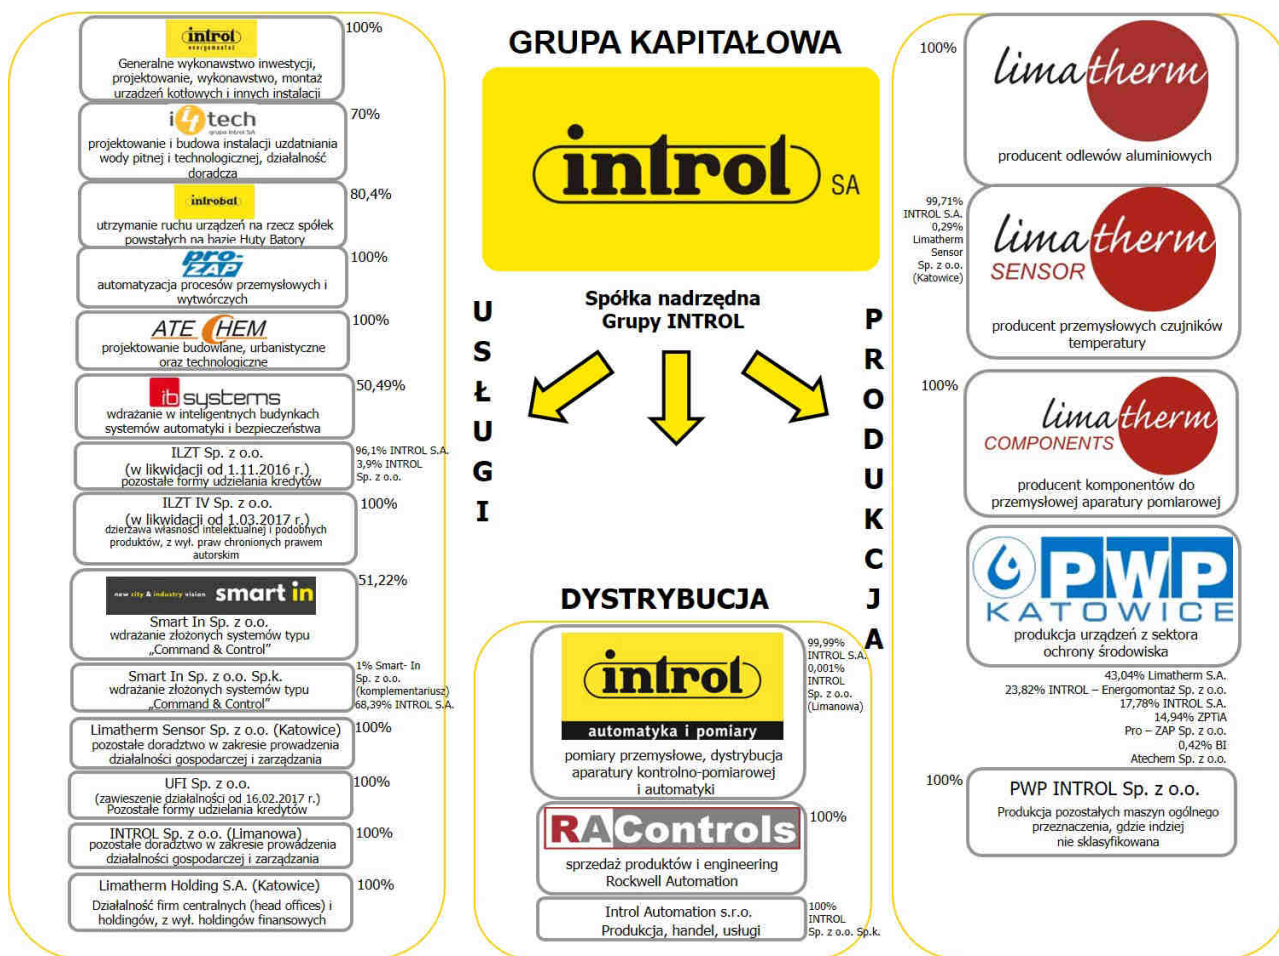 introl
energomontaż
100%
Generalne wykonawstwo inwestycji,
projektowanie, wykonawstwo, montaż
urządzeń kotłowych i innych instalacji
i4tech
grupa Introl SA
70%
projektowanie i budowa instalacji uzdatniania
wody pitnej i technologicznej, działalność
doradcza
introbat
80,4%
utrzymanie ruchu urządzeń na rzecz spółek
powstałych na bazie Huty Batory
PRO-
ZAP
100%
automatyzacja procesów przemysłowych i
wytwórczych
ATECHEM
100%
projektowanie budowlane, urbanistyczne
oraz technologiczne
ib systems
50,49%
wdrażanie w inteligentnych budynkach
systemów automatyki i bezpieczeństwa
ILZT Sp. z o.o.
(w likwidacji od 1.11.2016 r.)
pozostałe formy udzielania kredytów
96,1% INTROL S.A.
3,9% INTROL
Sp. z o.o.
ILZT IV Sp. z o.o.
(w likwidacji od 1.03.2017 r.)
dzierżawa własności intelektualnej i podobnych
produktów, z wył. praw chronionych prawem
autorskim
100%
new city & industry vision smart in
51,22%
Smart In Sp. z o.o.
wdrażanie złożonych systemów typu
„Command & Control”
Smart In Sp. z o.o. Sp.k.
wdrażanie złożonych systemów typu
„Command & Control”
1% Smart- In
Sp. z o.o.
(komplementariusz)
68,39% INTROL S.A.
Limatherm Sensor Sp. z o.o. (Katowice)
pozostałe doradztwo w zakresie prowadzenia
działalności gospodarczej i zarządzania
100%
UFI Sp. z o.o.
(zawieszenie działalności od 16.02.2017 r.)
Pozostałe formy udzielania kredytów
100%
INTROL Sp. z o.o. (Limanowa)
pozostałe doradztwo w zakresie prowadzenia
działalności gospodarczej i zarządzania
100%
Limatherm Holding S.A. (Katowice)
Działalność firm centralnych (head offices) i
holdingów, z wył. holdingów finansowych
100%
GRUPA KAPITAŁOWA
introl SA
Spółka nadrzędna
Grupy INTROL
USŁUGI
PRODUKCJA
DYSTRYBUCJA
introl
automatyka i pomiary
pomiary przemysłowe, dystrybucja
aparatury kontrolno-pomiarowej
i automatyki
99,99%
INTROL S.A.
0,001%
INTROL
Sp. z o.o.
(Limanowa)
RAControls
100%
sprzedaż produktów i engineering
Rockwell Automation
Introl Automation s.r.o.
Produkcja, handel, usługi
100%
INTROL
Sp. z o.o. Sp.k.
100%
limatherm
producent odlewów aluminiowych
99,71%
INTROL S.A.
0,29%
Limatherm
Sensor
Sp. z o.o.
(Katowice)
limatherm
SENSOR
producent przemysłowych czujników
temperatury
100%
limatherm
COMPONENTS
producent komponentów do
przemysłowej aparatury pomiarowej
PWP
KATOWICE
produkcja urządzeń z sektora
ochrony środowiska
43,04% Limatherm S.A.
23,82% INTROL – Energomontaż Sp. z o.o.
17,78% INTROL S.A.
14,94% ZPTiA
Pro – ZAP Sp. z o.o.
0,42% BI
Atechem Sp. z o.o.
100%
PWP INTROL Sp. z o.o.
Produkcja pozostałych maszyn ogólnego
przeznaczenia, gdzie indziej
nie sklasyfikowana